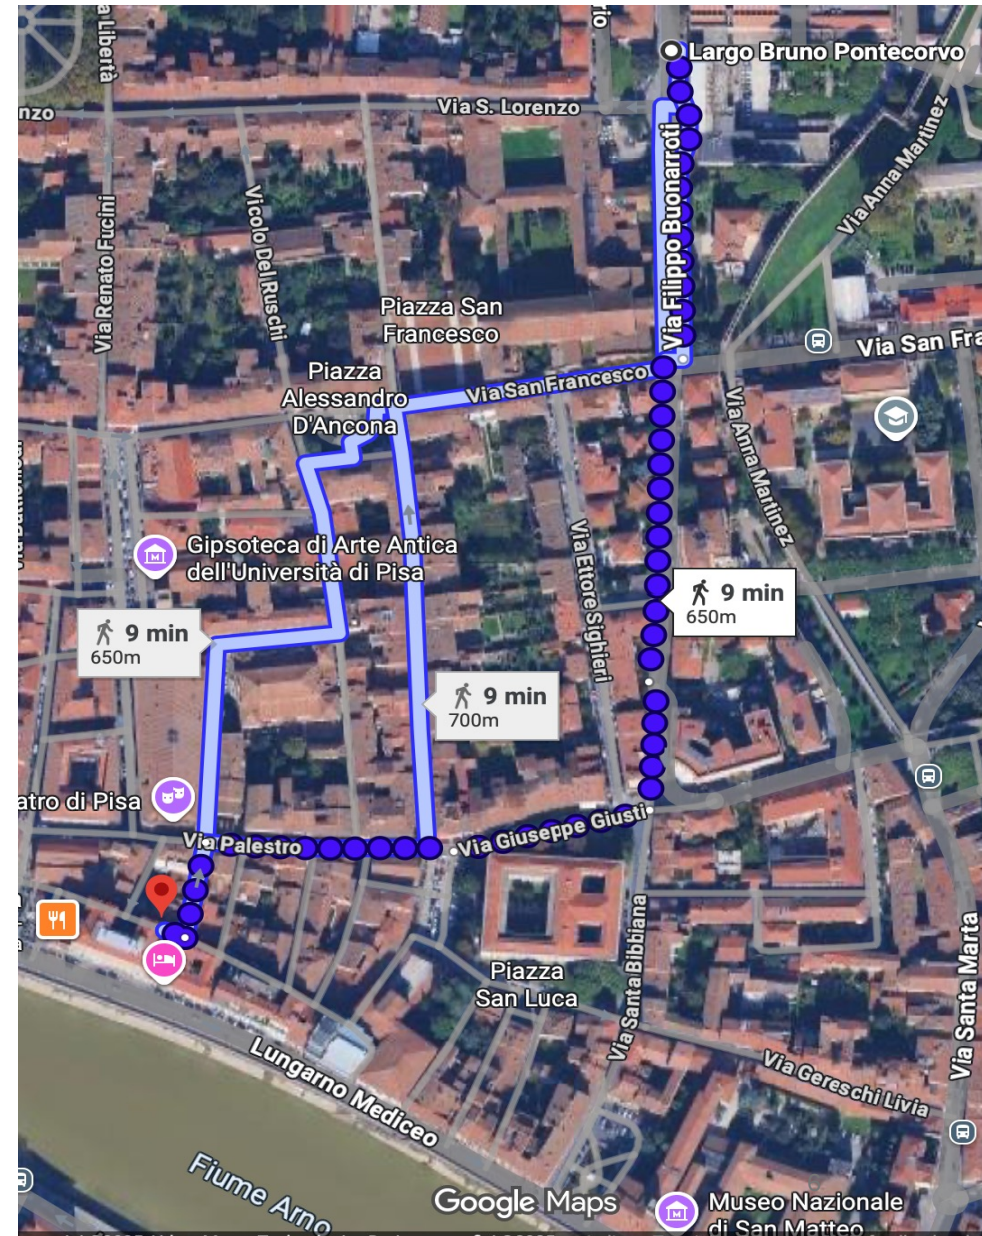 a Libertà
rio
Largo Bruno Pontecorvo
nzo
Via S. Lorenzo
Via Anna Martinez
Via Filippo Buonarroti
Via Renato Fucini
Vicolo Del Ruschi
Piazza San
Francesco
Via San Fra
Piazza
Alessandro
D'Ancona
Via San Francesco
Via Anna Martinez
Gipsoteca di Arte Antica
dell'Università di Pisa
Via Ettore Sighieri
9 min
650m
9 min
650m
9 min
700m
atro di Pisa
Via Palestro
Via Giuseppe Giusti
Via Santa Bibbiana
Piazza
San Luca
Via Santa Marta
Lungarno Mediceo
Via Gereschi Livia
Fiume Arno
Google Maps
Museo Nazionale
di San Matteo